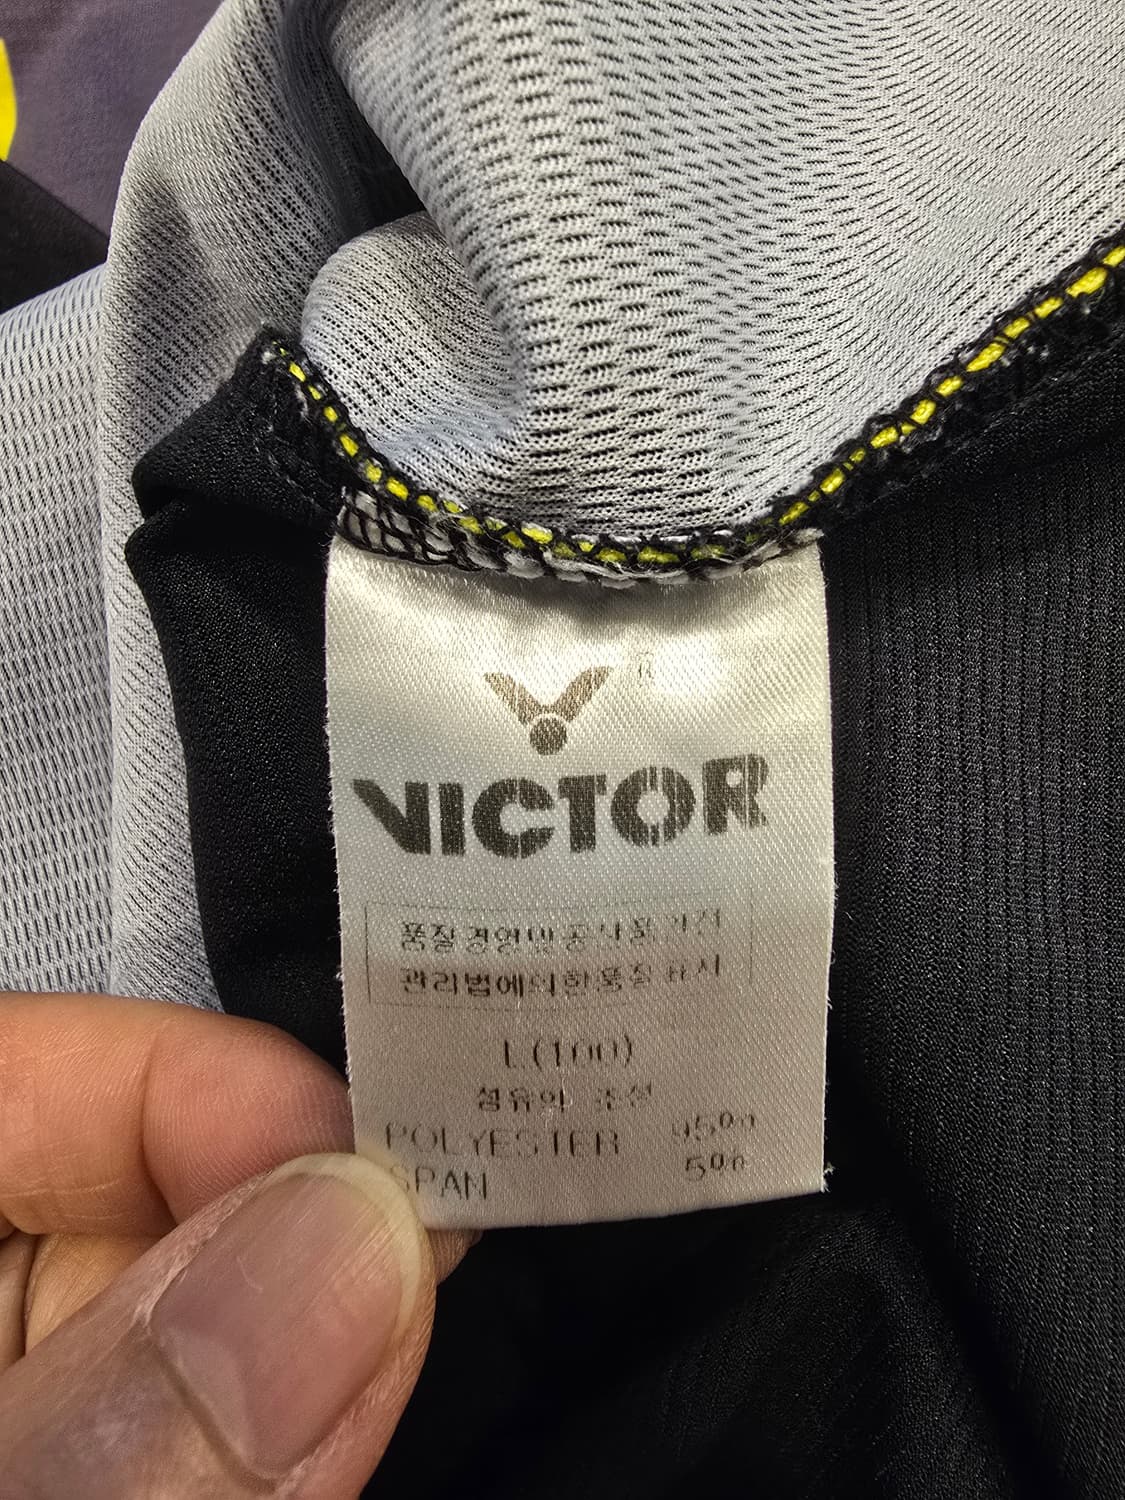 ®
VICTOR
품질경영및공산품안전
관리법에의한품질표시
L(100)
섬유의 조성
POLYESTER 95%
SPAN 5%